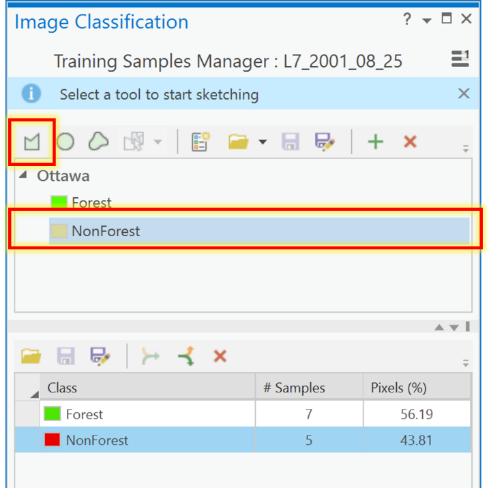 Image Classification ?
Training Samples Manager : L7_2001_08_25 1
Select a tool to start sketching
Ottawa
Forest
NonForest
Class # Samples Pixels (%)
Forest 7 56.19
NonForest 5 43.81